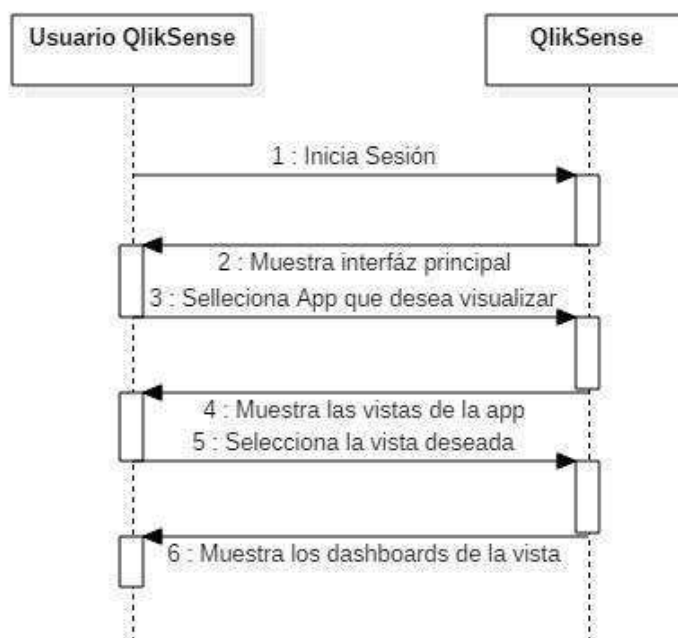 Usuario QlikSense
QlikSense
1 : Inicia Sesión
2 : Muestra interfáz principal
3 : Selleciona App que desea visualizar
4 : Muestra las vistas de la app
5 : Selecciona la vista deseada
6 : Muestra los dashboards de la vista